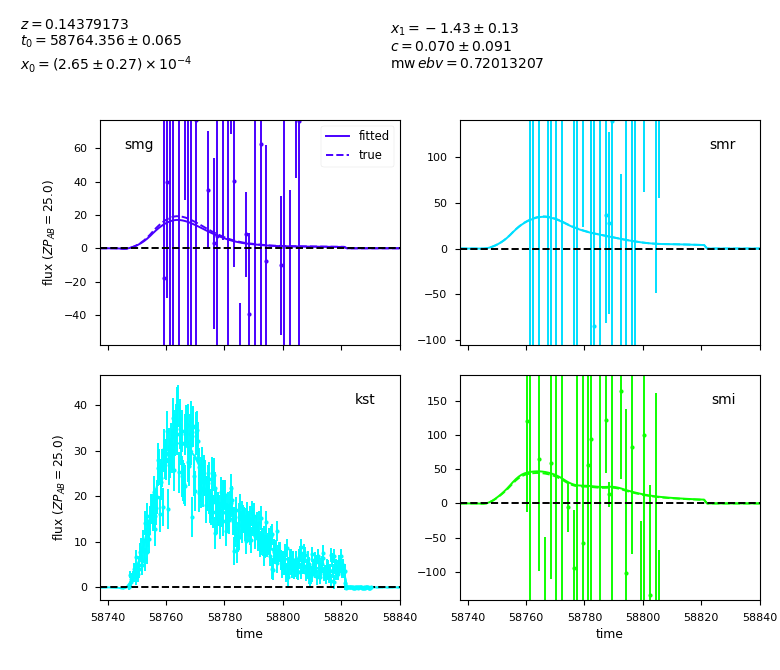 z = 0.14379173
t₀ = 58764.356 ± 0.065
x₀ = (2.65 ± 0.27) × 10⁻⁴
x₁ = −1.43 ± 0.13
c = 0.070 ± 0.091
mw ebv = 0.72013207
smg
fitted
true
60
40
20
0
−20
−40
flux (ZP_AB = 25.0)
smr
100
50
0
−50
−100
kst
40
30
20
10
0
flux (ZP_AB = 25.0)
58740 58760 58780 58800 58820 58840
time
smi
150
100
50
0
−50
−100
58740 58760 58780 58800 58820 58840
time